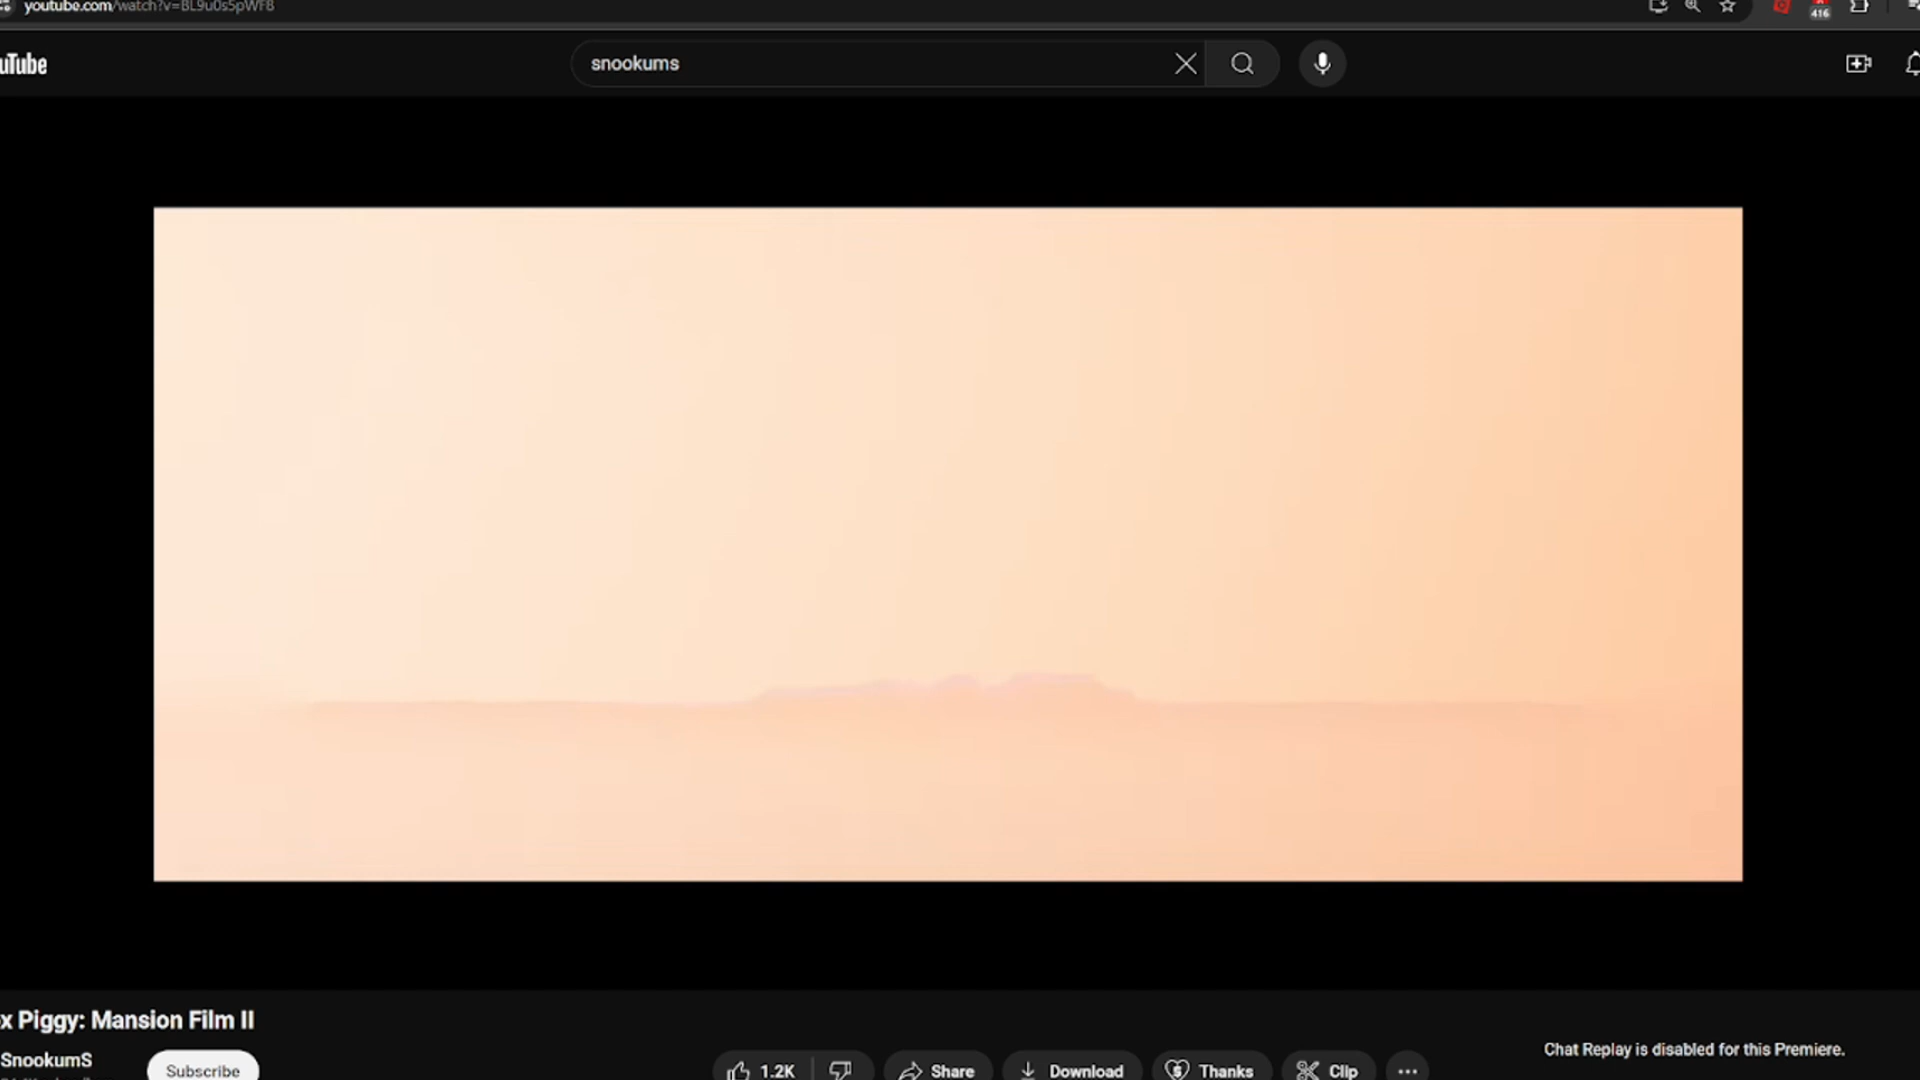 youtube.com/watch?v=BL9u0s5pWF8
416
uTube
snookums
x Piggy: Mansion Film II
SnookumS
Subscribe
1.2K
Share
Download
Thanks
Clip
Chat Replay is disabled for this Premiere.